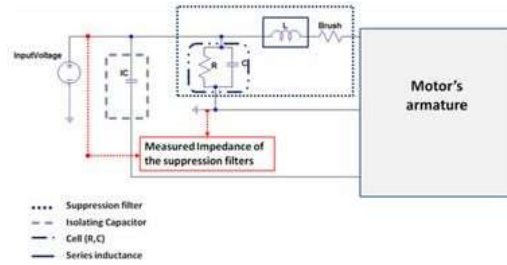 L
Brush
InputVoltage
IC
R
C
Motor's
armature
Measured Impedance of
the suppression filters
Suppression filter
Isolating Capacitor
Cell (R,C)
Series inductance